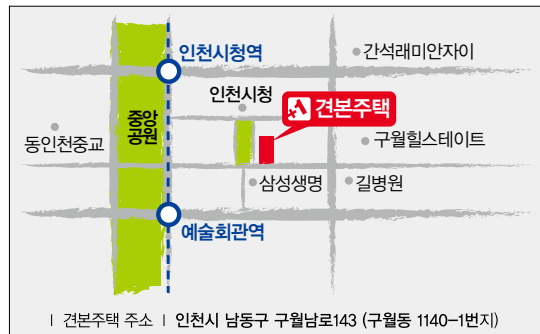 인천시청역
간석래미안자이
인천시청
견본주택
중앙
공원
동인천중교
구월힐스테이트
삼성생명
길병원
예술회관역
| 견본주택 주소 | 인천시 남동구 구월남로143 (구월동 1140-1번지)